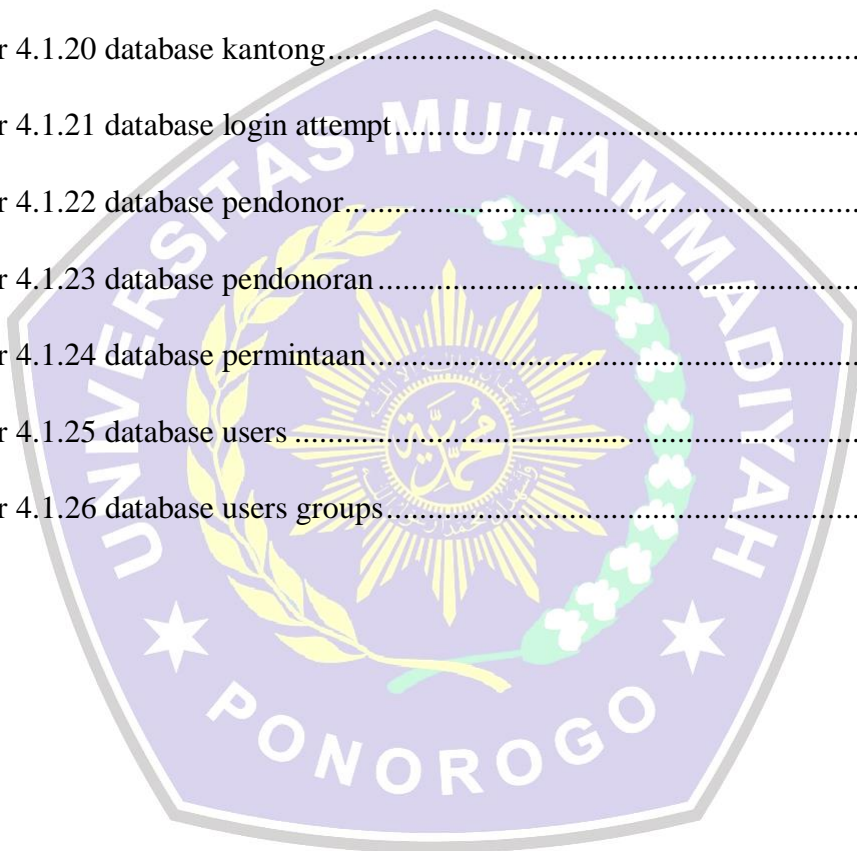 r 4.1.20 database kantong................................................................
r 4.1.21 database login attempt........................................................
r 4.1.22 database pendonor..............................................................
r 4.1.23 database pendonoran..........................................................
r 4.1.24 database permintaan...........................................................
r 4.1.25 database users ....................................................................
r 4.1.26 database users groups.........................................................
UNIVERSITAS MUHAMMADIYAH
PONOROGO
محمدية